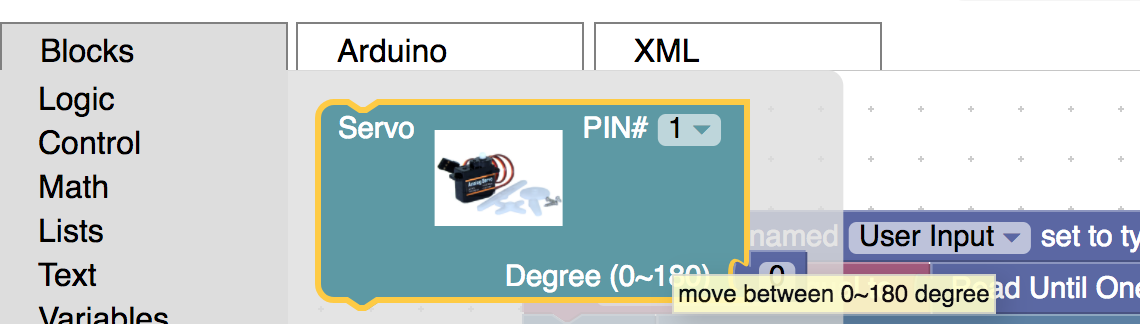 Blocks
Arduino
XML
Logic
Control
Math
Lists
Text
Variables
Servo
PIN# 1
Degree (0~180)
0
named User Input set to ty
Read Until One
move between 0~180 degree